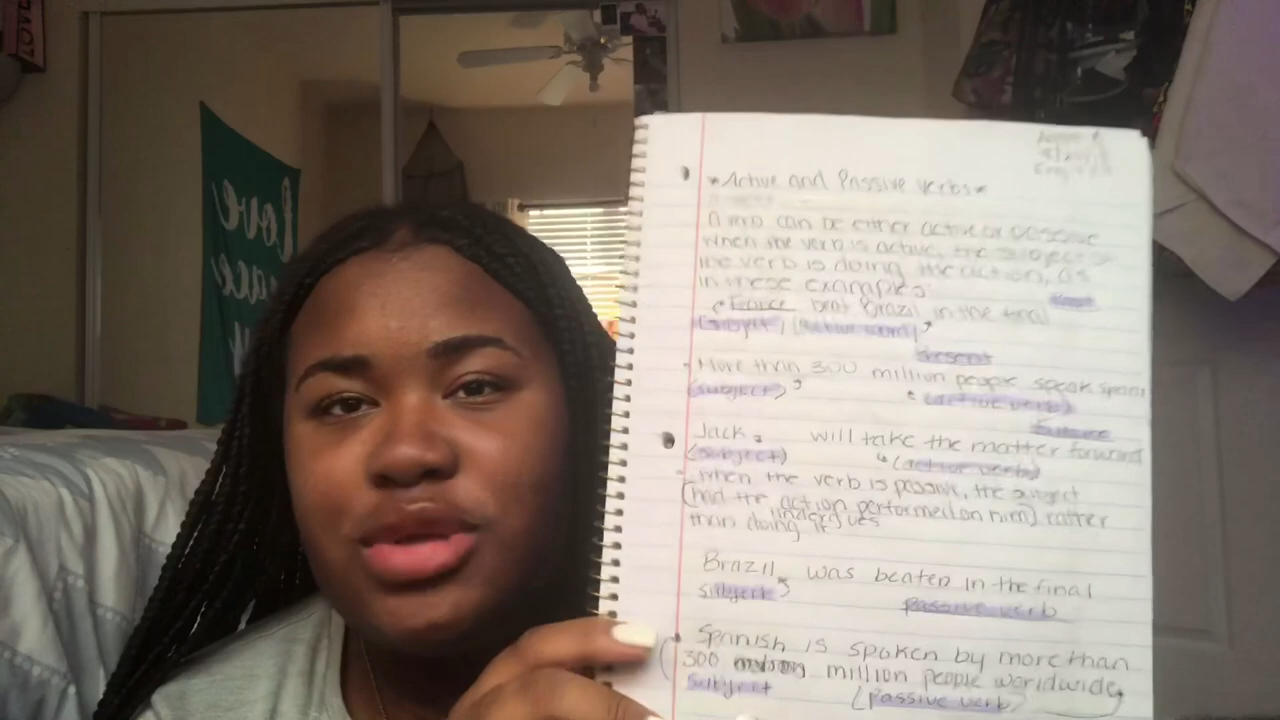 Love
*Active and Passive verbs*
A verb can be either active or passive
When the verb is active, the subject
the verb is doing the action, as
in these examples:
France beat Brazil in the final
(subject) (active verb)
present
More than 300 million people speak spani
(subject) (active verb)
future
Jack will take the matter forward
(subject) (active verb)
when the verb is passive, the subject
undergoes
(had the action performed on him) rather
than doing it
Brazil was beaten in the final
subject passive verb
Spanish is spoken by more than
300 million people worldwide
subject (passive verb)